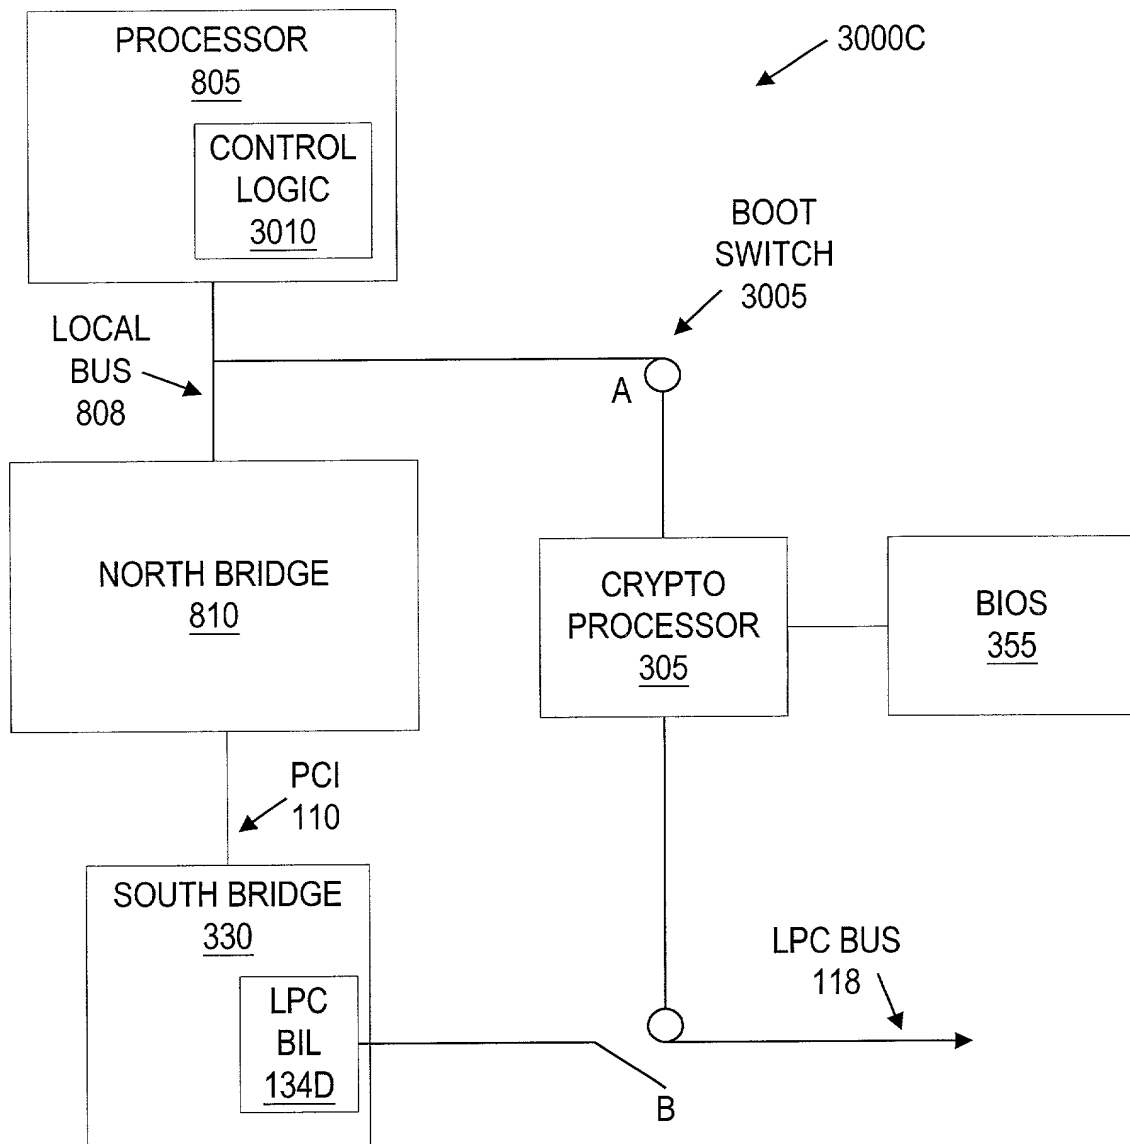 PROCESSOR
805
CONTROL
LOGIC
3010
3000C
BOOT
SWITCH
3005
LOCAL
BUS
808
A
NORTH BRIDGE
810
CRYPTO
PROCESSOR
305
BIOS
355
PCI
110
SOUTH BRIDGE
330
LPC
BIL
134D
LPC BUS
118
B